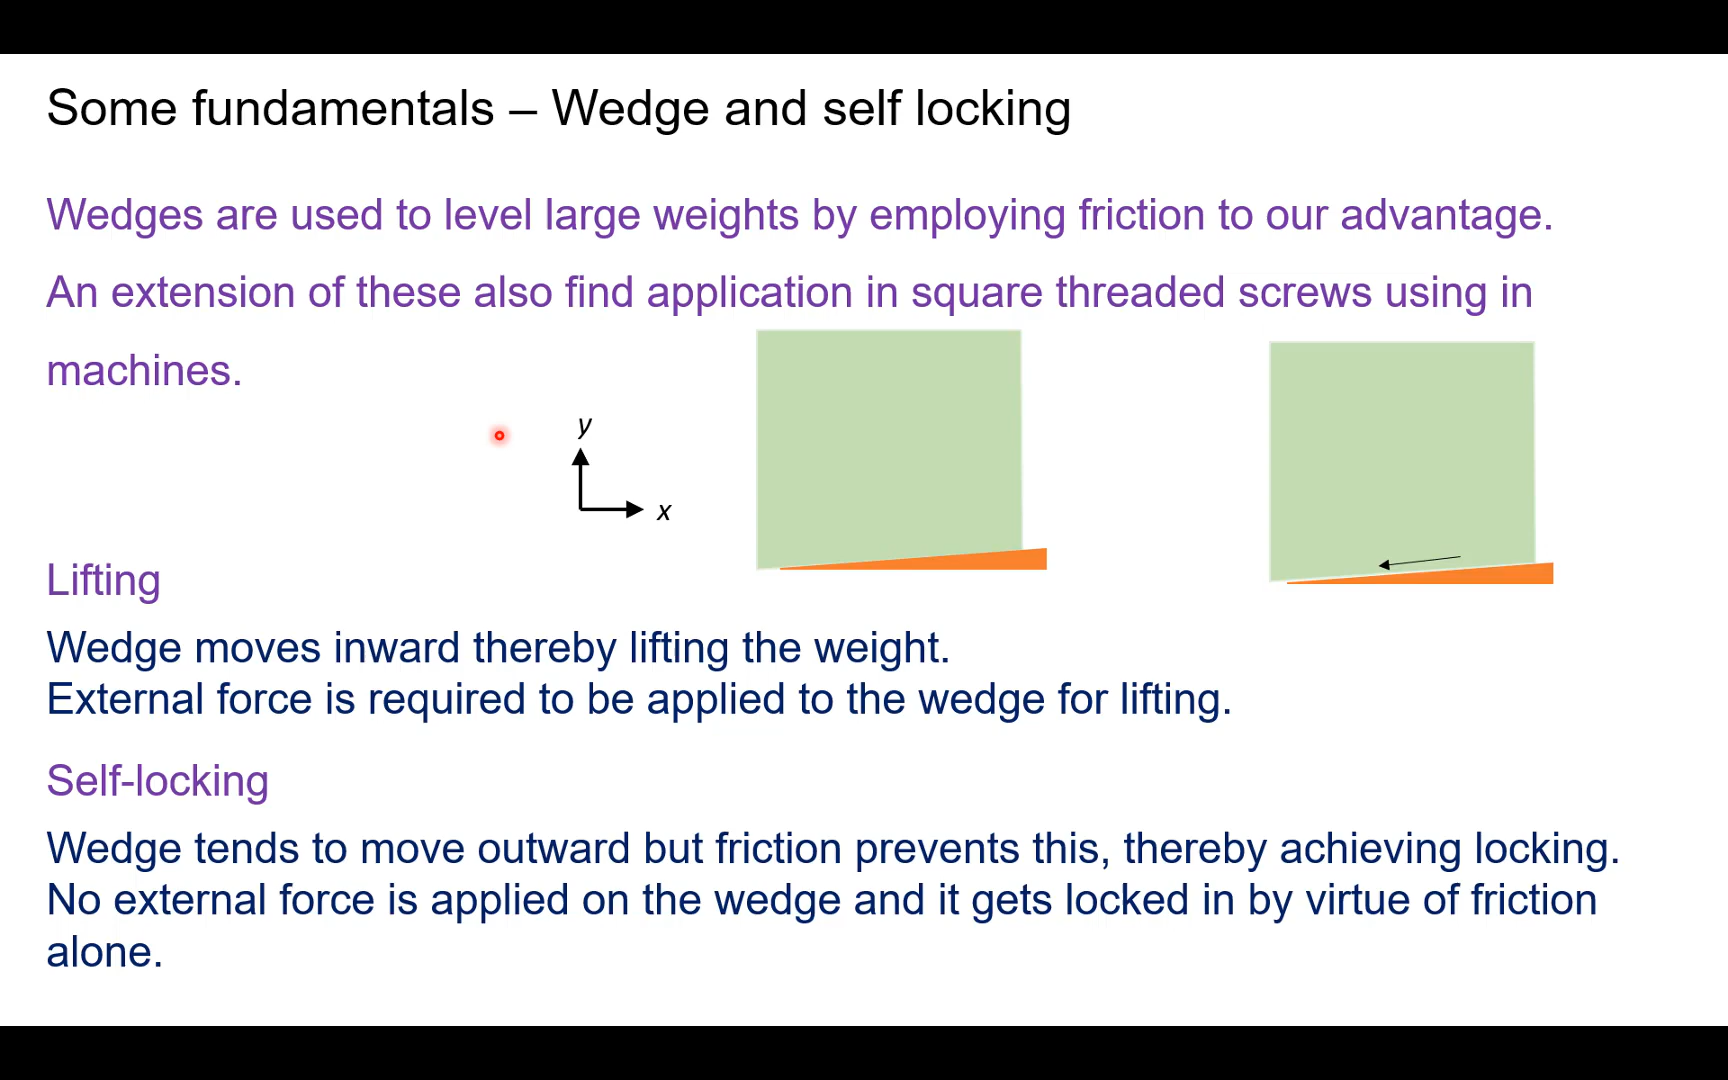 Some fundamentals – Wedge and self locking
Wedges are used to level large weights by employing friction to our advantage.
An extension of these also find application in square threaded screws using in
machines.
y
x
Lifting
Wedge moves inward thereby lifting the weight.
External force is required to be applied to the wedge for lifting.
Self-locking
Wedge tends to move outward but friction prevents this, thereby achieving locking.
No external force is applied on the wedge and it gets locked in by virtue of friction
alone.